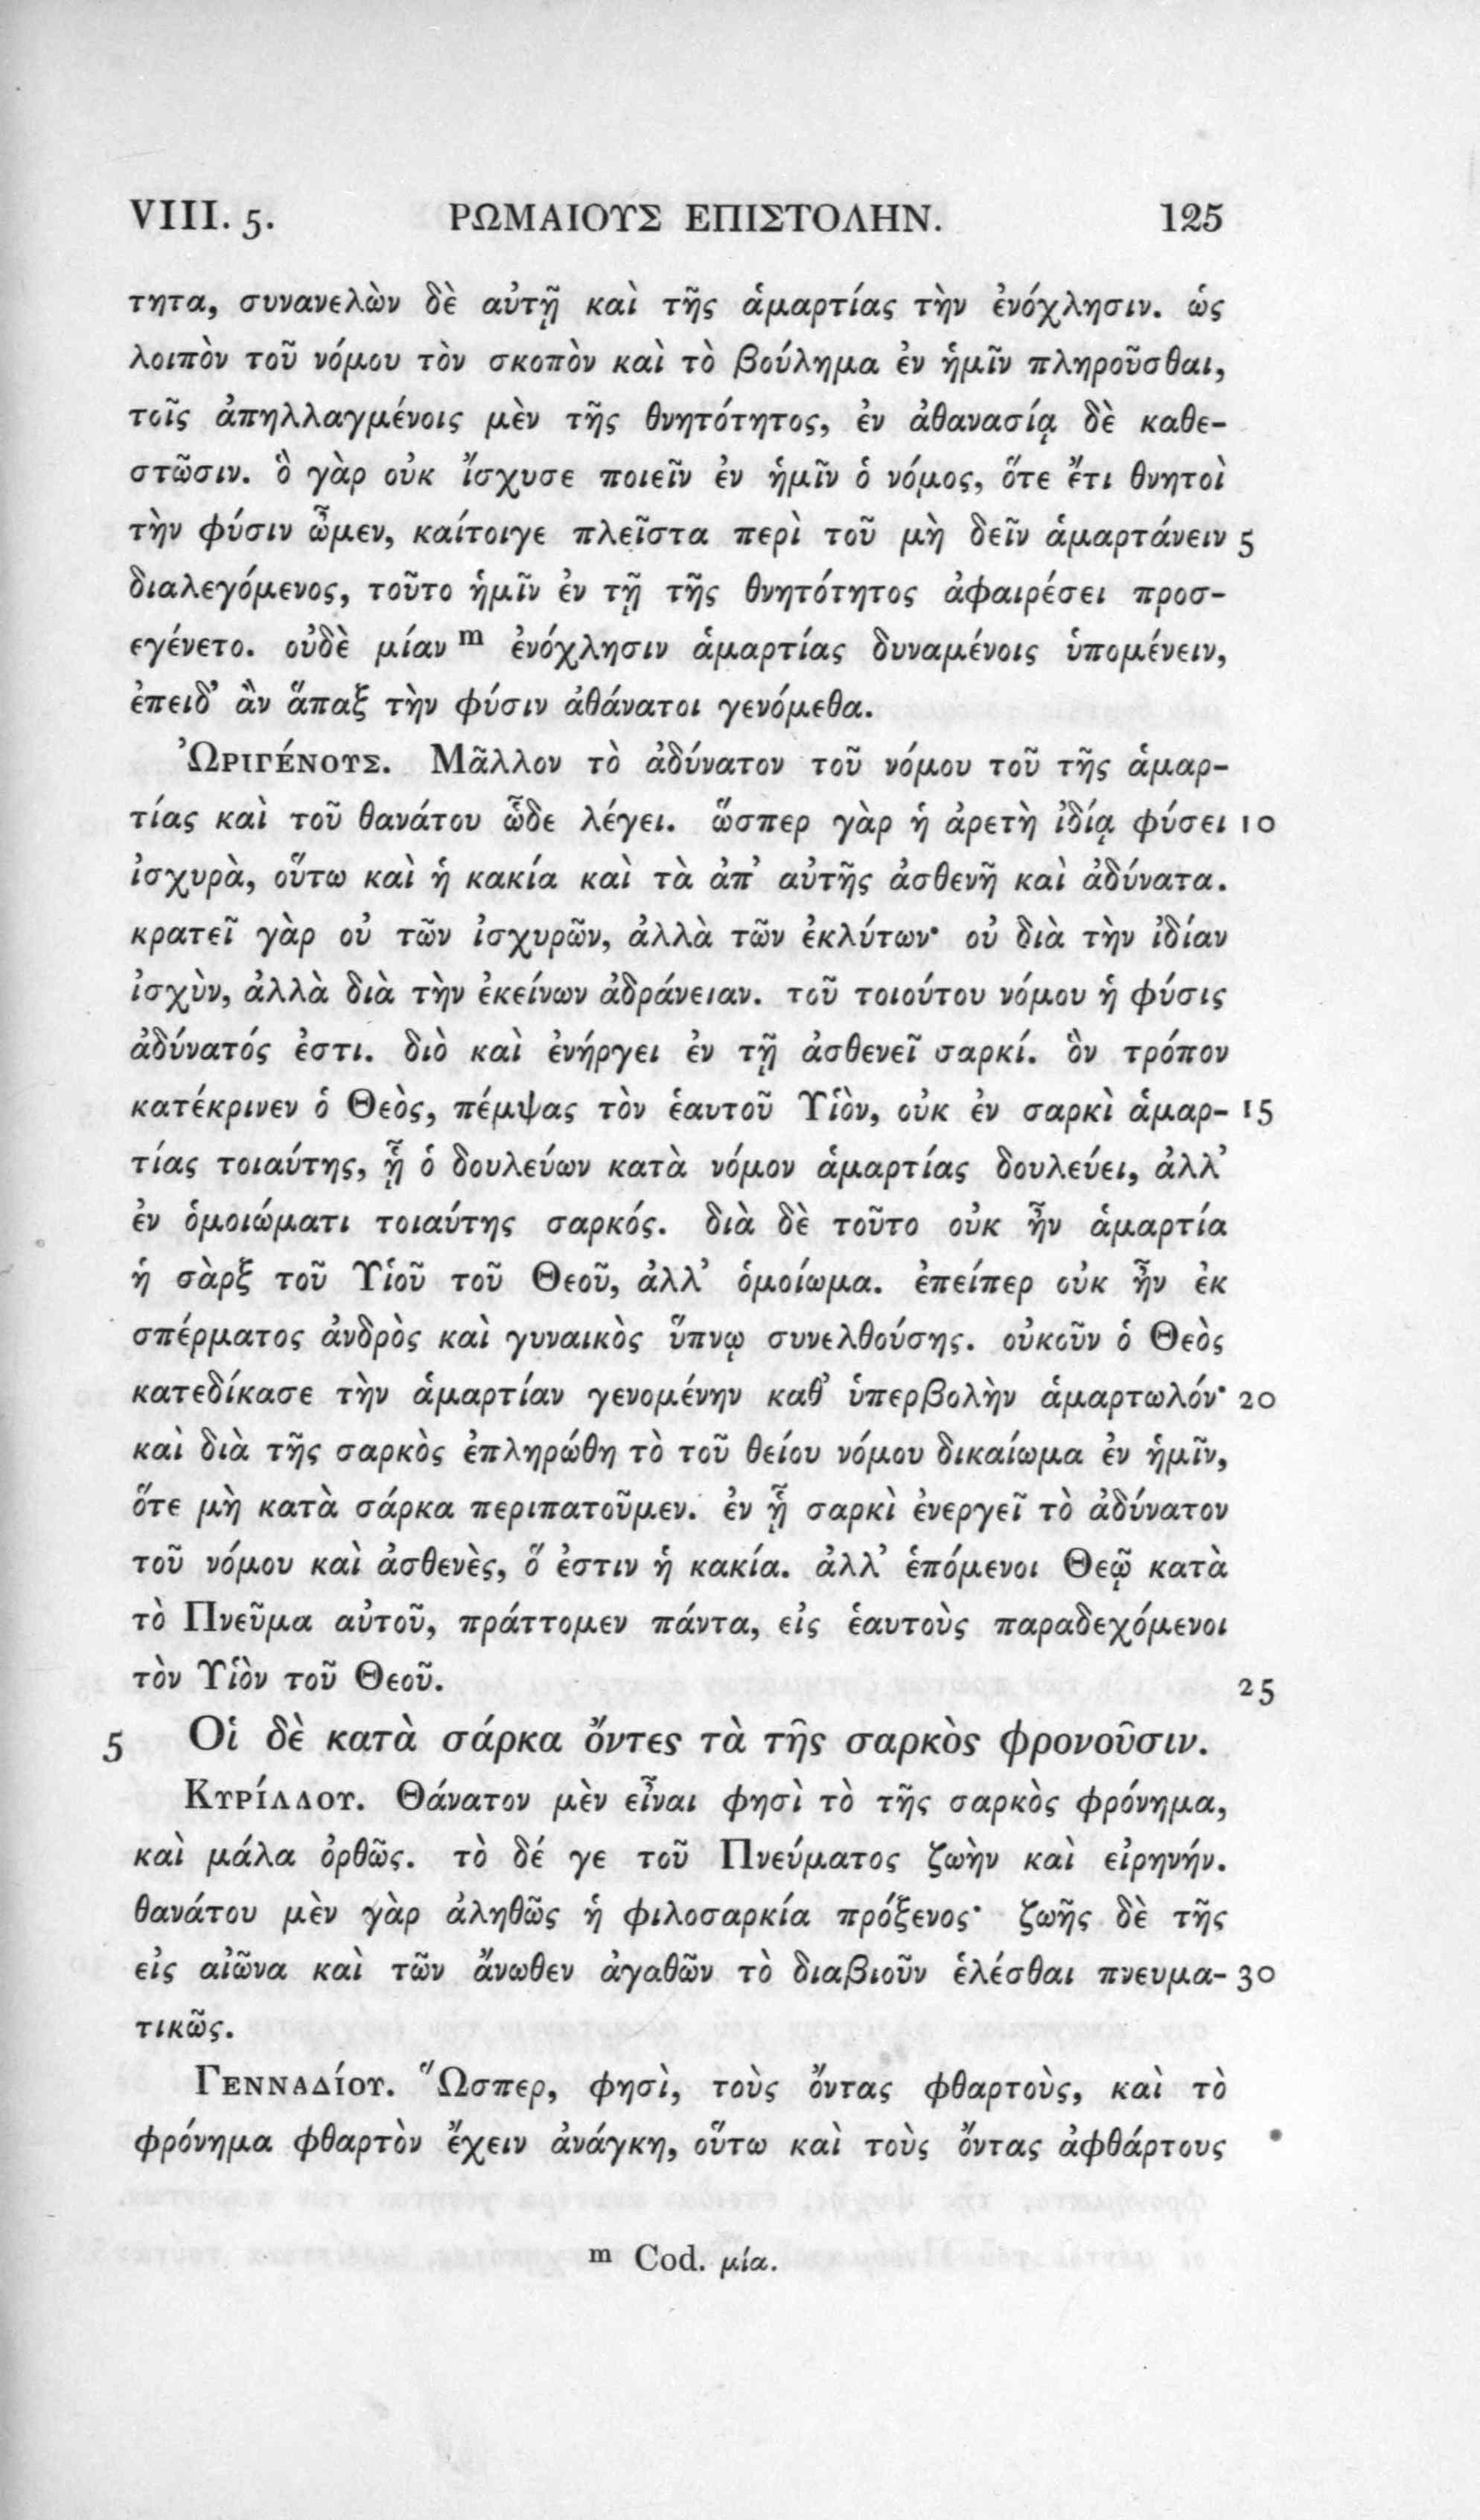 VIII. 5. ΡΩΜΑΙΟΥΣ ΕΠΙΣΤΟΛΗΝ. 125
τητα, συνανελὼν δὲ αὐτῇ καὶ τῆς ἁμαρτίας τὴν ἐνόχλησιν. ὡς
λοιπὸν τοῦ νόμου τὸν σκοπὸν καὶ τὸ βούλημα ἐν ἡμῖν πληροῦσθαι,
τοῖς ἀπηλλαγμένοις μὲν τῆς θνητότητος, ἐν ἀθανασίᾳ δὲ καθε-
στῶσιν. ὃ γὰρ οὐκ ἴσχυσε ποιεῖν ἐν ἡμῖν ὁ νόμος, ὅτε ἔτι θνητοὶ
τὴν φύσιν ὦμεν, καίτοιγε πλεῖστα περὶ τοῦ μὴ δεῖν ἁμαρτάνειν 5
διαλεγόμενος, τοῦτο ἡμῖν ἐν τῇ τῆς θνητότητος ἀφαιρέσει προσ-
εγένετο. οὐδὲ μίαν m ἐνόχλησιν ἁμαρτίας δυναμένοις ὑπομένειν,
ἐπειδ' ἂν ἅπαξ τὴν φύσιν ἀθάνατοι γενόμεθα.
ὨΡΙΓΈΝΟΥΣ. Μᾶλλον τὸ ἀδύνατον τοῦ νόμου τοῦ τῆς ἁμαρ-
τίας καὶ τοῦ θανάτου ὧδε λέγει. ὥσπερ γὰρ ἡ ἀρετὴ ἰδίᾳ φύσει 10
ἰσχυρὰ, οὕτω καὶ ἡ κακία καὶ τὰ ἀπ' αὐτῆς ἀσθενῆ καὶ ἀδύνατα.
κρατεῖ γὰρ οὐ τῶν ἰσχυρῶν, ἀλλὰ τῶν ἐκλύτων· οὐ διὰ τὴν ἰδίαν
ἰσχὺν, ἀλλὰ διὰ τὴν ἐκείνων ἀδράνειαν. τοῦ τοιούτου νόμου ἡ φύσις
ἀδύνατός ἐστι. διὸ καὶ ἐνήργει ἐν τῇ ἀσθενεῖ σαρκί. ὃν τρόπον
κατέκρινεν ὁ Θεὸς, πέμψας τὸν ἑαυτοῦ Υἱὸν, οὐκ ἐν σαρκὶ ἁμαρ- 15
τίας τοιαύτης, ᾗ ὁ δουλεύων κατὰ νόμον ἁμαρτίας δουλεύει, ἀλλ'
ἐν ὁμοιώματι τοιαύτης σαρκός. διὰ δὲ τοῦτο οὐκ ἦν ἁμαρτία
ἡ σὰρξ τοῦ Υἱοῦ τοῦ Θεοῦ, ἀλλ' ὁμοίωμα. ἐπείπερ οὐκ ἦν ἐκ
σπέρματος ἀνδρὸς καὶ γυναικὸς ὕπνῳ συνελθούσης. οὐκοῦν ὁ Θεὸς
κατεδίκασε τὴν ἁμαρτίαν γενομένην καθ' ὑπερβολὴν ἁμαρτωλόν· 20
καὶ διὰ τῆς σαρκὸς ἐπληρώθη τὸ τοῦ θείου νόμου δικαίωμα ἐν ἡμῖν,
ὅτε μὴ κατὰ σάρκα περιπατοῦμεν. ἐν ᾗ σαρκὶ ἐνεργεῖ τὸ ἀδύνατον
τοῦ νόμου καὶ ἀσθενὲς, ὅ ἐστιν ἡ κακία. ἀλλ' ἑπόμενοι Θεῷ κατὰ
τὸ Πνεῦμα αὐτοῦ, πράττομεν πάντα, εἰς ἑαυτοὺς παραδεχόμενοι
τὸν Υἱὸν τοῦ Θεοῦ. 25
5 Οἱ δὲ κατὰ σάρκα ὄντες τὰ τῆς σαρκὸς φρονοῦσιν.
ΚΥΡΊΛΛΟΥ. Θάνατον μὲν εἶναι φησὶ τὸ τῆς σαρκὸς φρόνημα,
καὶ μάλα ὀρθῶς. τὸ δέ γε τοῦ Πνεύματος ζωὴν καὶ εἰρηνήν.
θανάτου μὲν γὰρ ἀληθῶς ἡ φιλοσαρκία πρόξενος· ζωῆς δὲ τῆς
εἰς αἰῶνα καὶ τῶν ἄνωθεν ἀγαθῶν τὸ διαβιοῦν ἑλέσθαι πνευμα- 30
τικῶς.
ΓΕΝΝΑΔΊΟΥ. Ὥσπερ, φησὶ, τοὺς ὄντας φθαρτοὺς, καὶ τὸ
φρόνημα φθαρτὸν ἔχειν ἀνάγκη, οὕτω καὶ τοὺς ὄντας ἀφθάρτους
m Cod. μία.